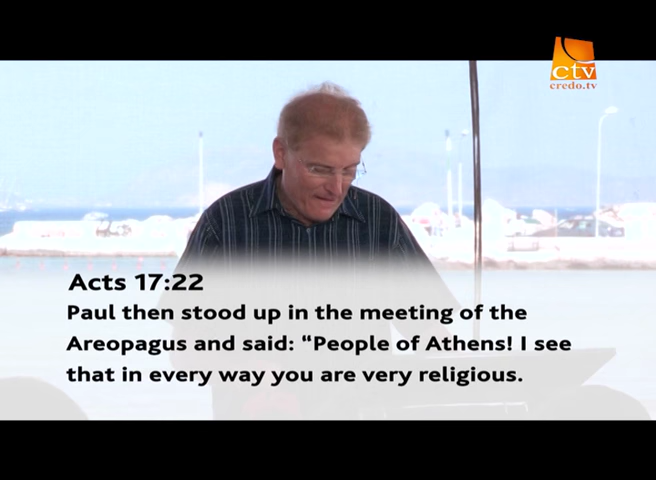 ctv
credo.tv
Acts 17:22
Paul then stood up in the meeting of the
Areopagus and said: “People of Athens! I see
that in every way you are very religious.